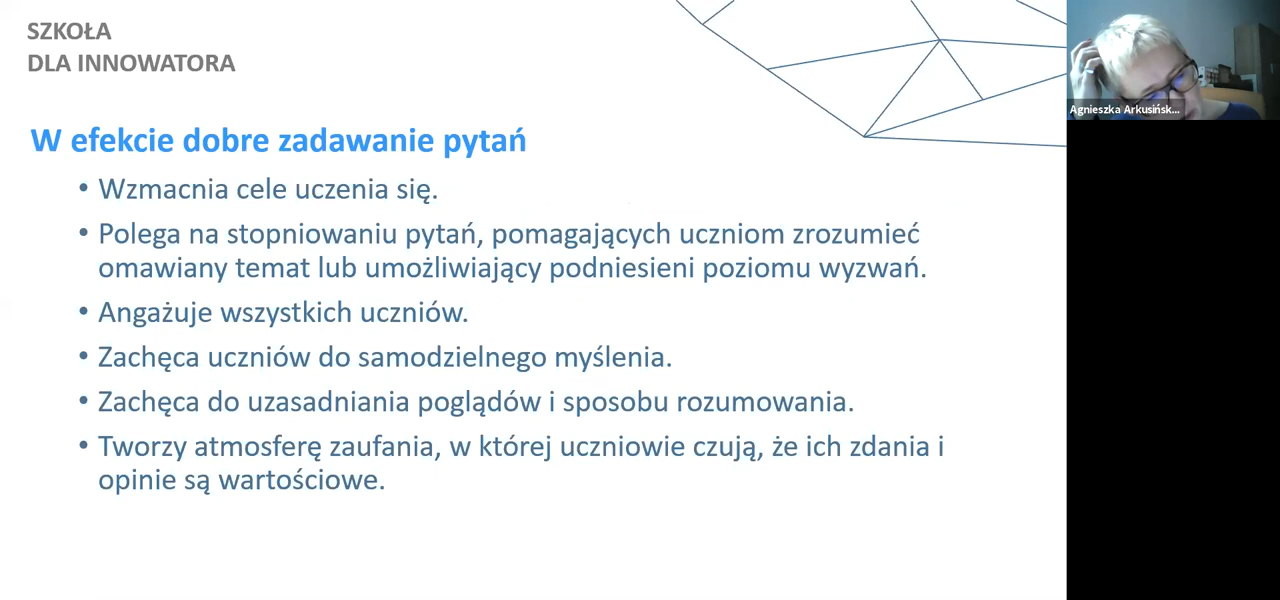 SZKOŁA
DLA INNOWATORA
W efekcie dobre zadawanie pytań
• Wzmacnia cele uczenia się.
• Polega na stopniowaniu pytań, pomagających uczniom zrozumieć
omawiany temat lub umożliwiający podniesieni poziomu wyzwań.
• Angażuje wszystkich uczniów.
• Zachęca uczniów do samodzielnego myślenia.
• Zachęca do uzasadniania poglądów i sposobu rozumowania.
• Tworzy atmosferę zaufania, w której uczniowie czują, że ich zdania i
opinie są wartościowe.
Agnieszka Arkusińsk...